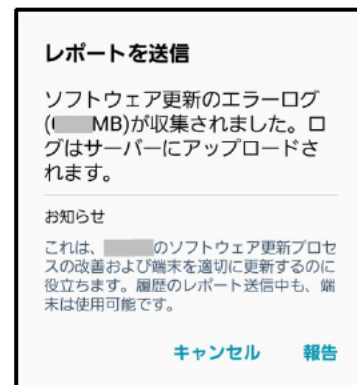 レポートを送信
ソフトウェア更新のエラーログ
( MB)が収集されました。ロ
グはサーバーにアップロードさ
れます。
お知らせ
これは、 のソフトウェア更新プロセ
スの改善および端末を適切に更新するのに
役立ちます。履歴のレポート送信中も、端
末は使用可能です。
キャンセル 報告